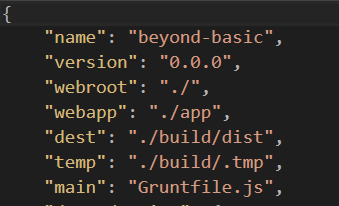 {
"name": "beyond-basic",
"version": "0.0.0",
"webroot": "./",
"webapp": "./app",
"dest": "./build/dist",
"temp": "./build/.tmp",
"main": "Gruntfile.js",